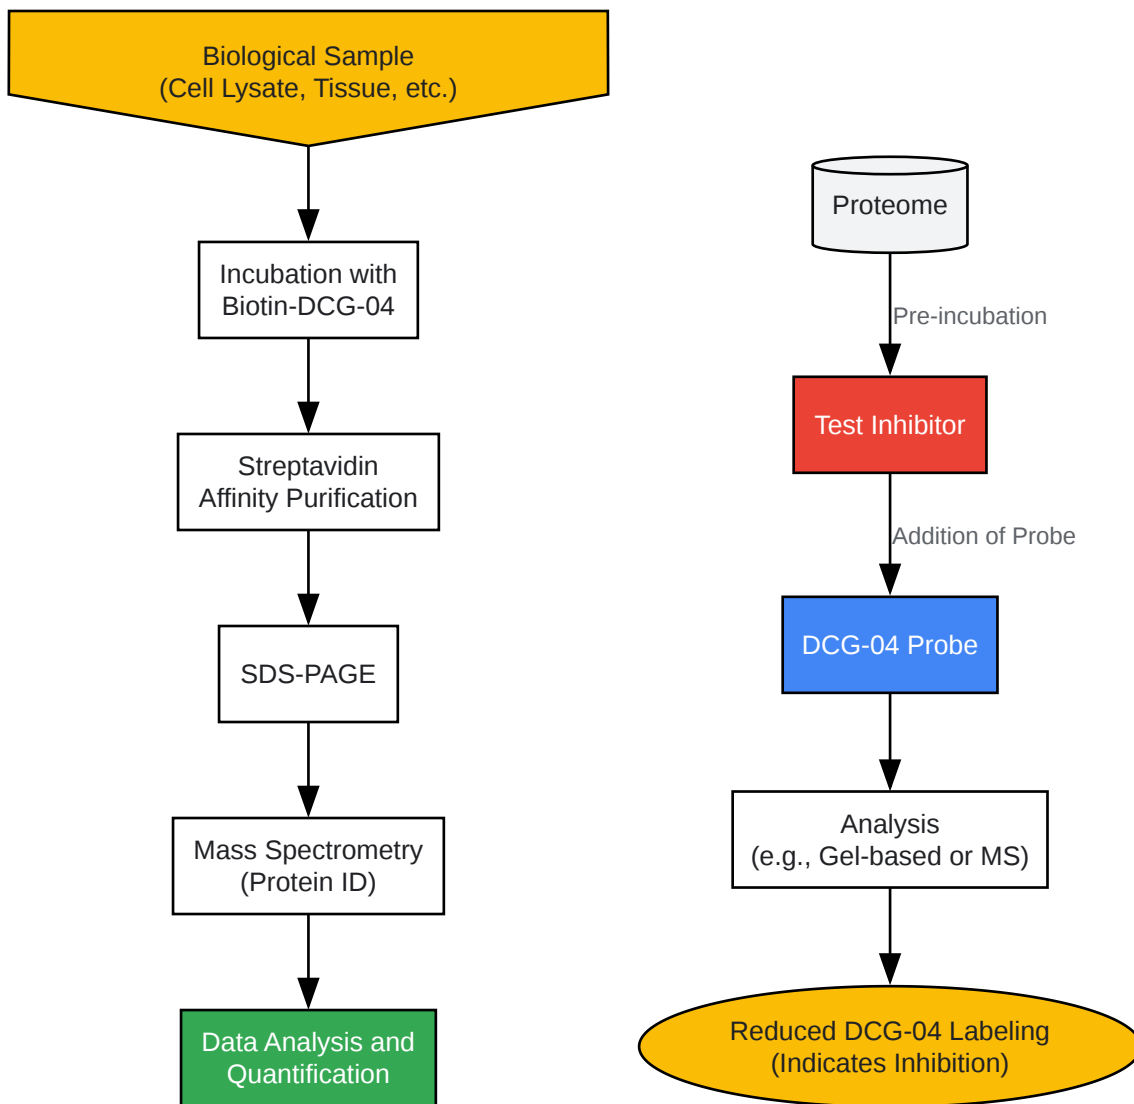 Biological Sample
(Cell Lysate, Tissue, etc.)
Incubation with
Biotin-DCG-04
Streptavidin
Affinity Purification
SDS-PAGE
Mass Spectrometry
(Protein ID)
Data Analysis and
Quantification
Proteome
Pre-incubation
Test Inhibitor
Addition of Probe
DCG-04 Probe
Analysis
(e.g., Gel-based or MS)
Reduced DCG-04 Labeling
(Indicates Inhibition)